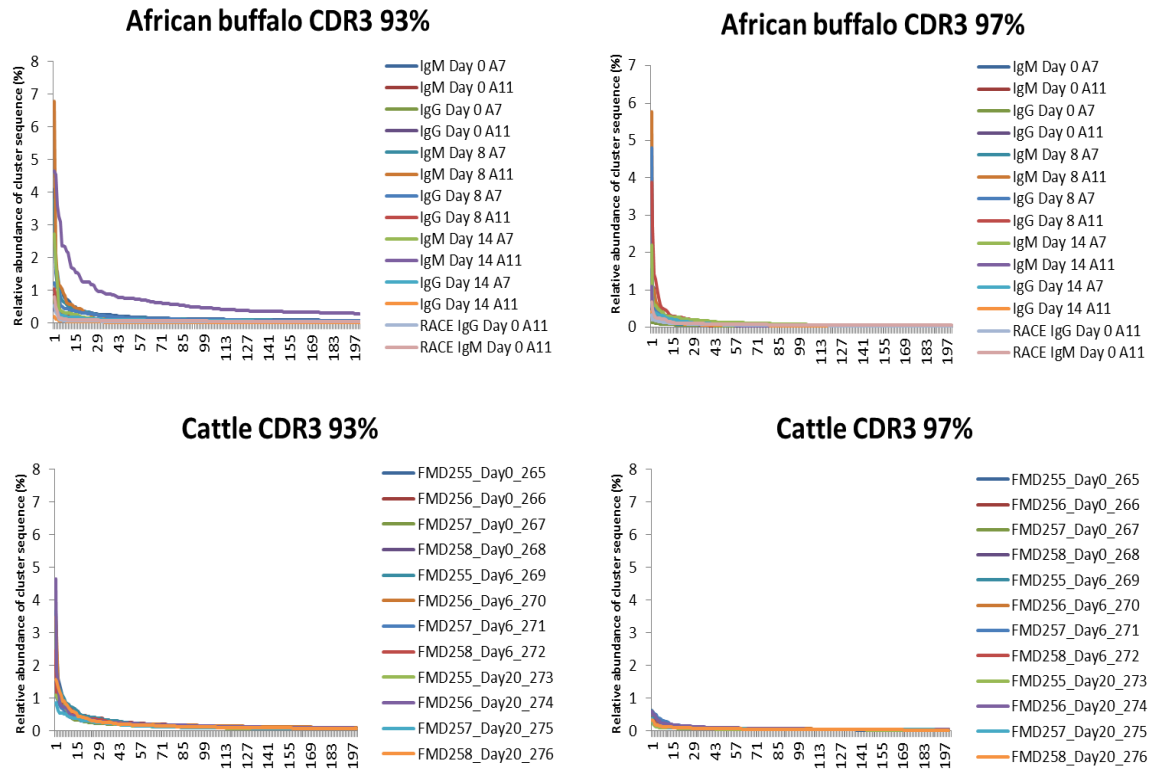 African buffalo CDR3 93%
Relative abundance of cluster sequence (%)
8
7
6
5
4
3
2
1
0
1 15 29 43 57 71 85 99 113 127 141 155 169 183 197
IgM Day 0 A7
IgM Day 0 A11
IgG Day 0 A7
IgG Day 0 A11
IgM Day 8 A7
IgM Day 8 A11
IgG Day 8 A7
IgG Day 8 A11
IgM Day 14 A7
IgM Day 14 A11
IgG Day 14 A7
IgG Day 14 A11
RACE IgG Day 0 A11
RACE IgM Day 0 A11
African buffalo CDR3 97%
Relative abundance of cluster sequence (%)
7
6
5
4
3
2
1
0
1 15 29 43 57 71 85 99 113 127 141 155 169 183 197
IgM Day 0 A7
IgM Day 0 A11
IgG Day 0 A7
IgG Day 0 A11
IgM Day 8 A7
IgM Day 8 A11
IgG Day 8 A7
IgG Day 8 A11
IgM Day 14 A7
IgM Day 14 A11
IgG Day 14 A7
IgG Day 14 A11
RACE IgG Day 0 A11
RACE IgM Day 0 A11
Cattle CDR3 93%
Relative abundance of cluster sequence (%)
8
7
6
5
4
3
2
1
0
1 15 29 43 57 71 85 99 113 127 141 155 169 183 197
FMD255_Day0_265
FMD256_Day0_266
FMD257_Day0_267
FMD258_Day0_268
FMD255_Day6_269
FMD256_Day6_270
FMD257_Day6_271
FMD258_Day6_272
FMD255_Day20_273
FMD256_Day20_274
FMD257_Day20_275
FMD258_Day20_276
Cattle CDR3 97%
Relative abundance of cluster sequence (%)
8
7
6
5
4
3
2
1
0
1 15 29 43 57 71 85 99 113 127 141 155 169 183 197
FMD255_Day0_265
FMD256_Day0_266
FMD257_Day0_267
FMD258_Day0_268
FMD255_Day6_269
FMD256_Day6_270
FMD257_Day6_271
FMD258_Day6_272
FMD255_Day20_273
FMD256_Day20_274
FMD257_Day20_275
FMD258_Day20_276